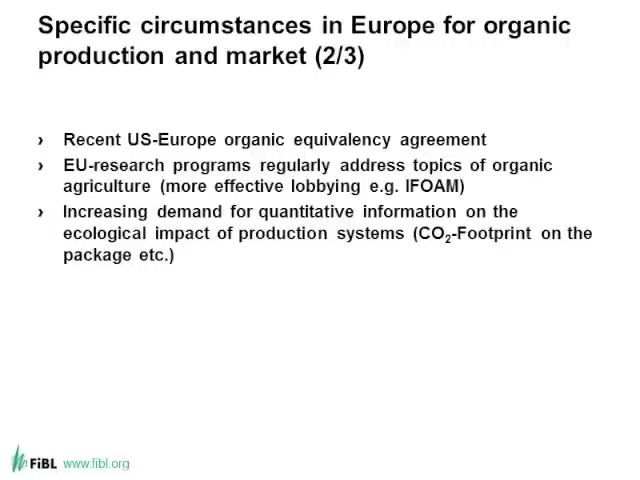 Specific circumstances in Europe for organic
production and market (2/3)
› Recent US-Europe organic equivalency agreement
› EU-research programs regularly address topics of organic
agriculture (more effective lobbying e.g. IFOAM)
› Increasing demand for quantitative information on the
ecological impact of production systems (CO₂-Footprint on the
package etc.)
FiBL www.fibl.org